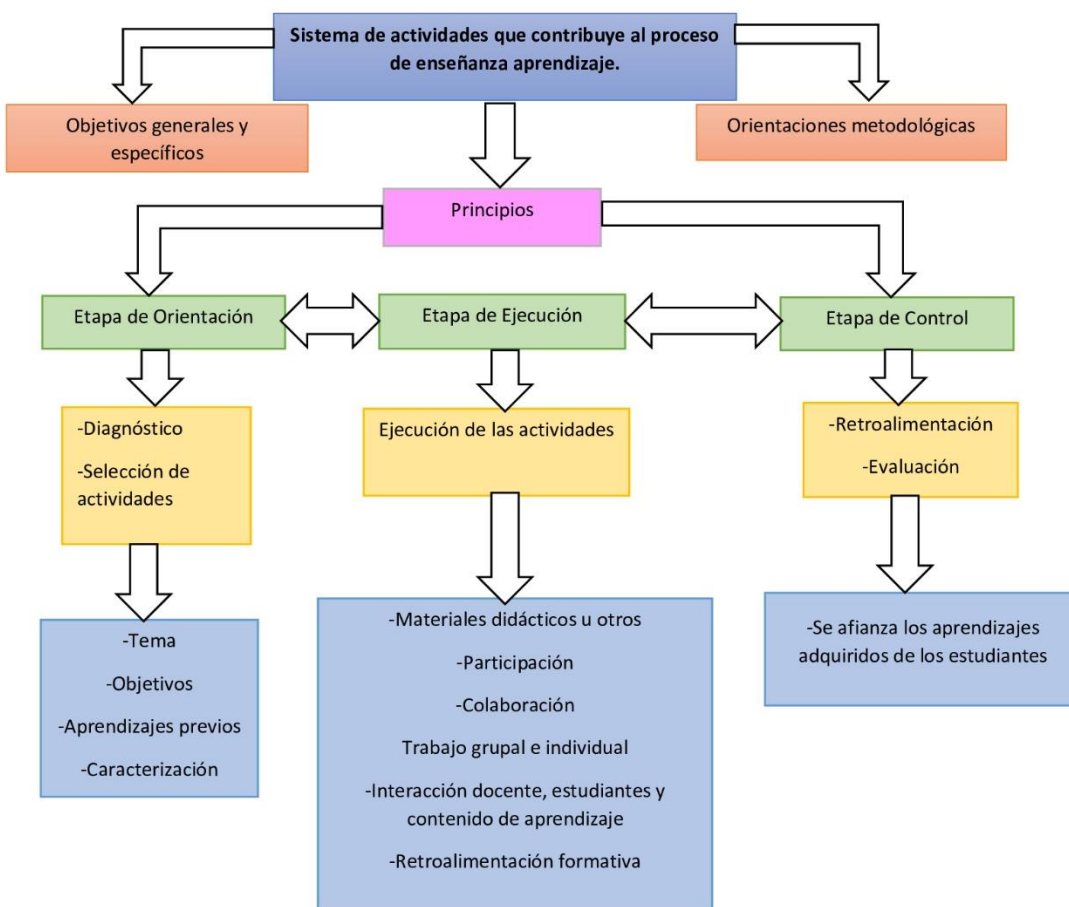 Sistema de actividades que contribuye al proceso
de enseñanza aprendizaje.
Objetivos generales y
específicos
Orientaciones metodológicas
Principios
Etapa de Orientación
Etapa de Ejecución
Etapa de Control
-Diagnóstico
-Selección de
actividades
Ejecución de las actividades
-Retroalimentación
-Evaluación
-Tema
-Objetivos
-Aprendizajes previos
-Caracterización
-Materiales didácticos u otros
-Participación
-Colaboración
Trabajo grupal e individual
-Interacción docente, estudiantes y
contenido de aprendizaje
-Retroalimentación formativa
-Se afianza los aprendizajes
adquiridos de los estudiantes